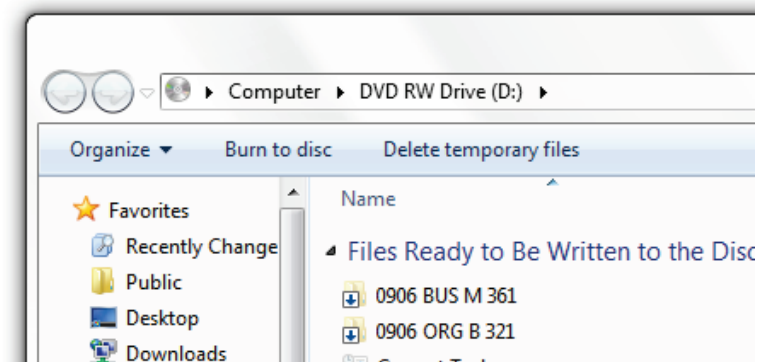 Computer DVD RW Drive (D:)
Organize Burn to disc Delete temporary files
Name
Favorites
Files Ready to Be Written to the Disc
Recently Change
0906 BUS M 361
Public
0906 ORG B 321
Desktop
Downloads